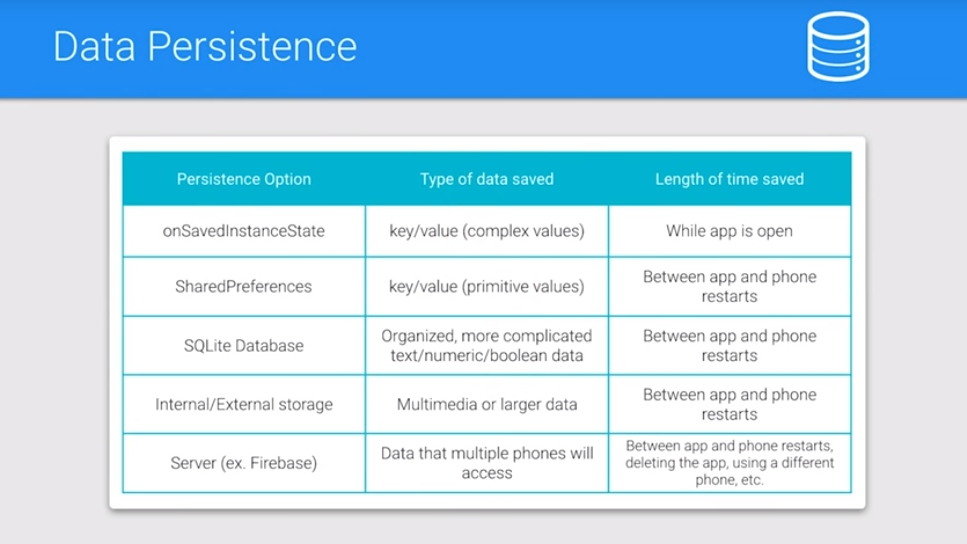 Data Persistence
Persistence Option
Type of data saved
Length of time saved
onSavedInstanceState
key/value (complex values)
While app is open
SharedPreferences
key/value (primitive values)
Between app and phone
restarts
SQLite Database
Organized, more complicated
text/numeric/boolean data
Between app and phone
restarts
Internal/External storage
Multimedia or larger data
Between app and phone
restarts
Server (ex. Firebase)
Data that multiple phones will
access
Between app and phone restarts,
deleting the app, using a different
phone, etc.